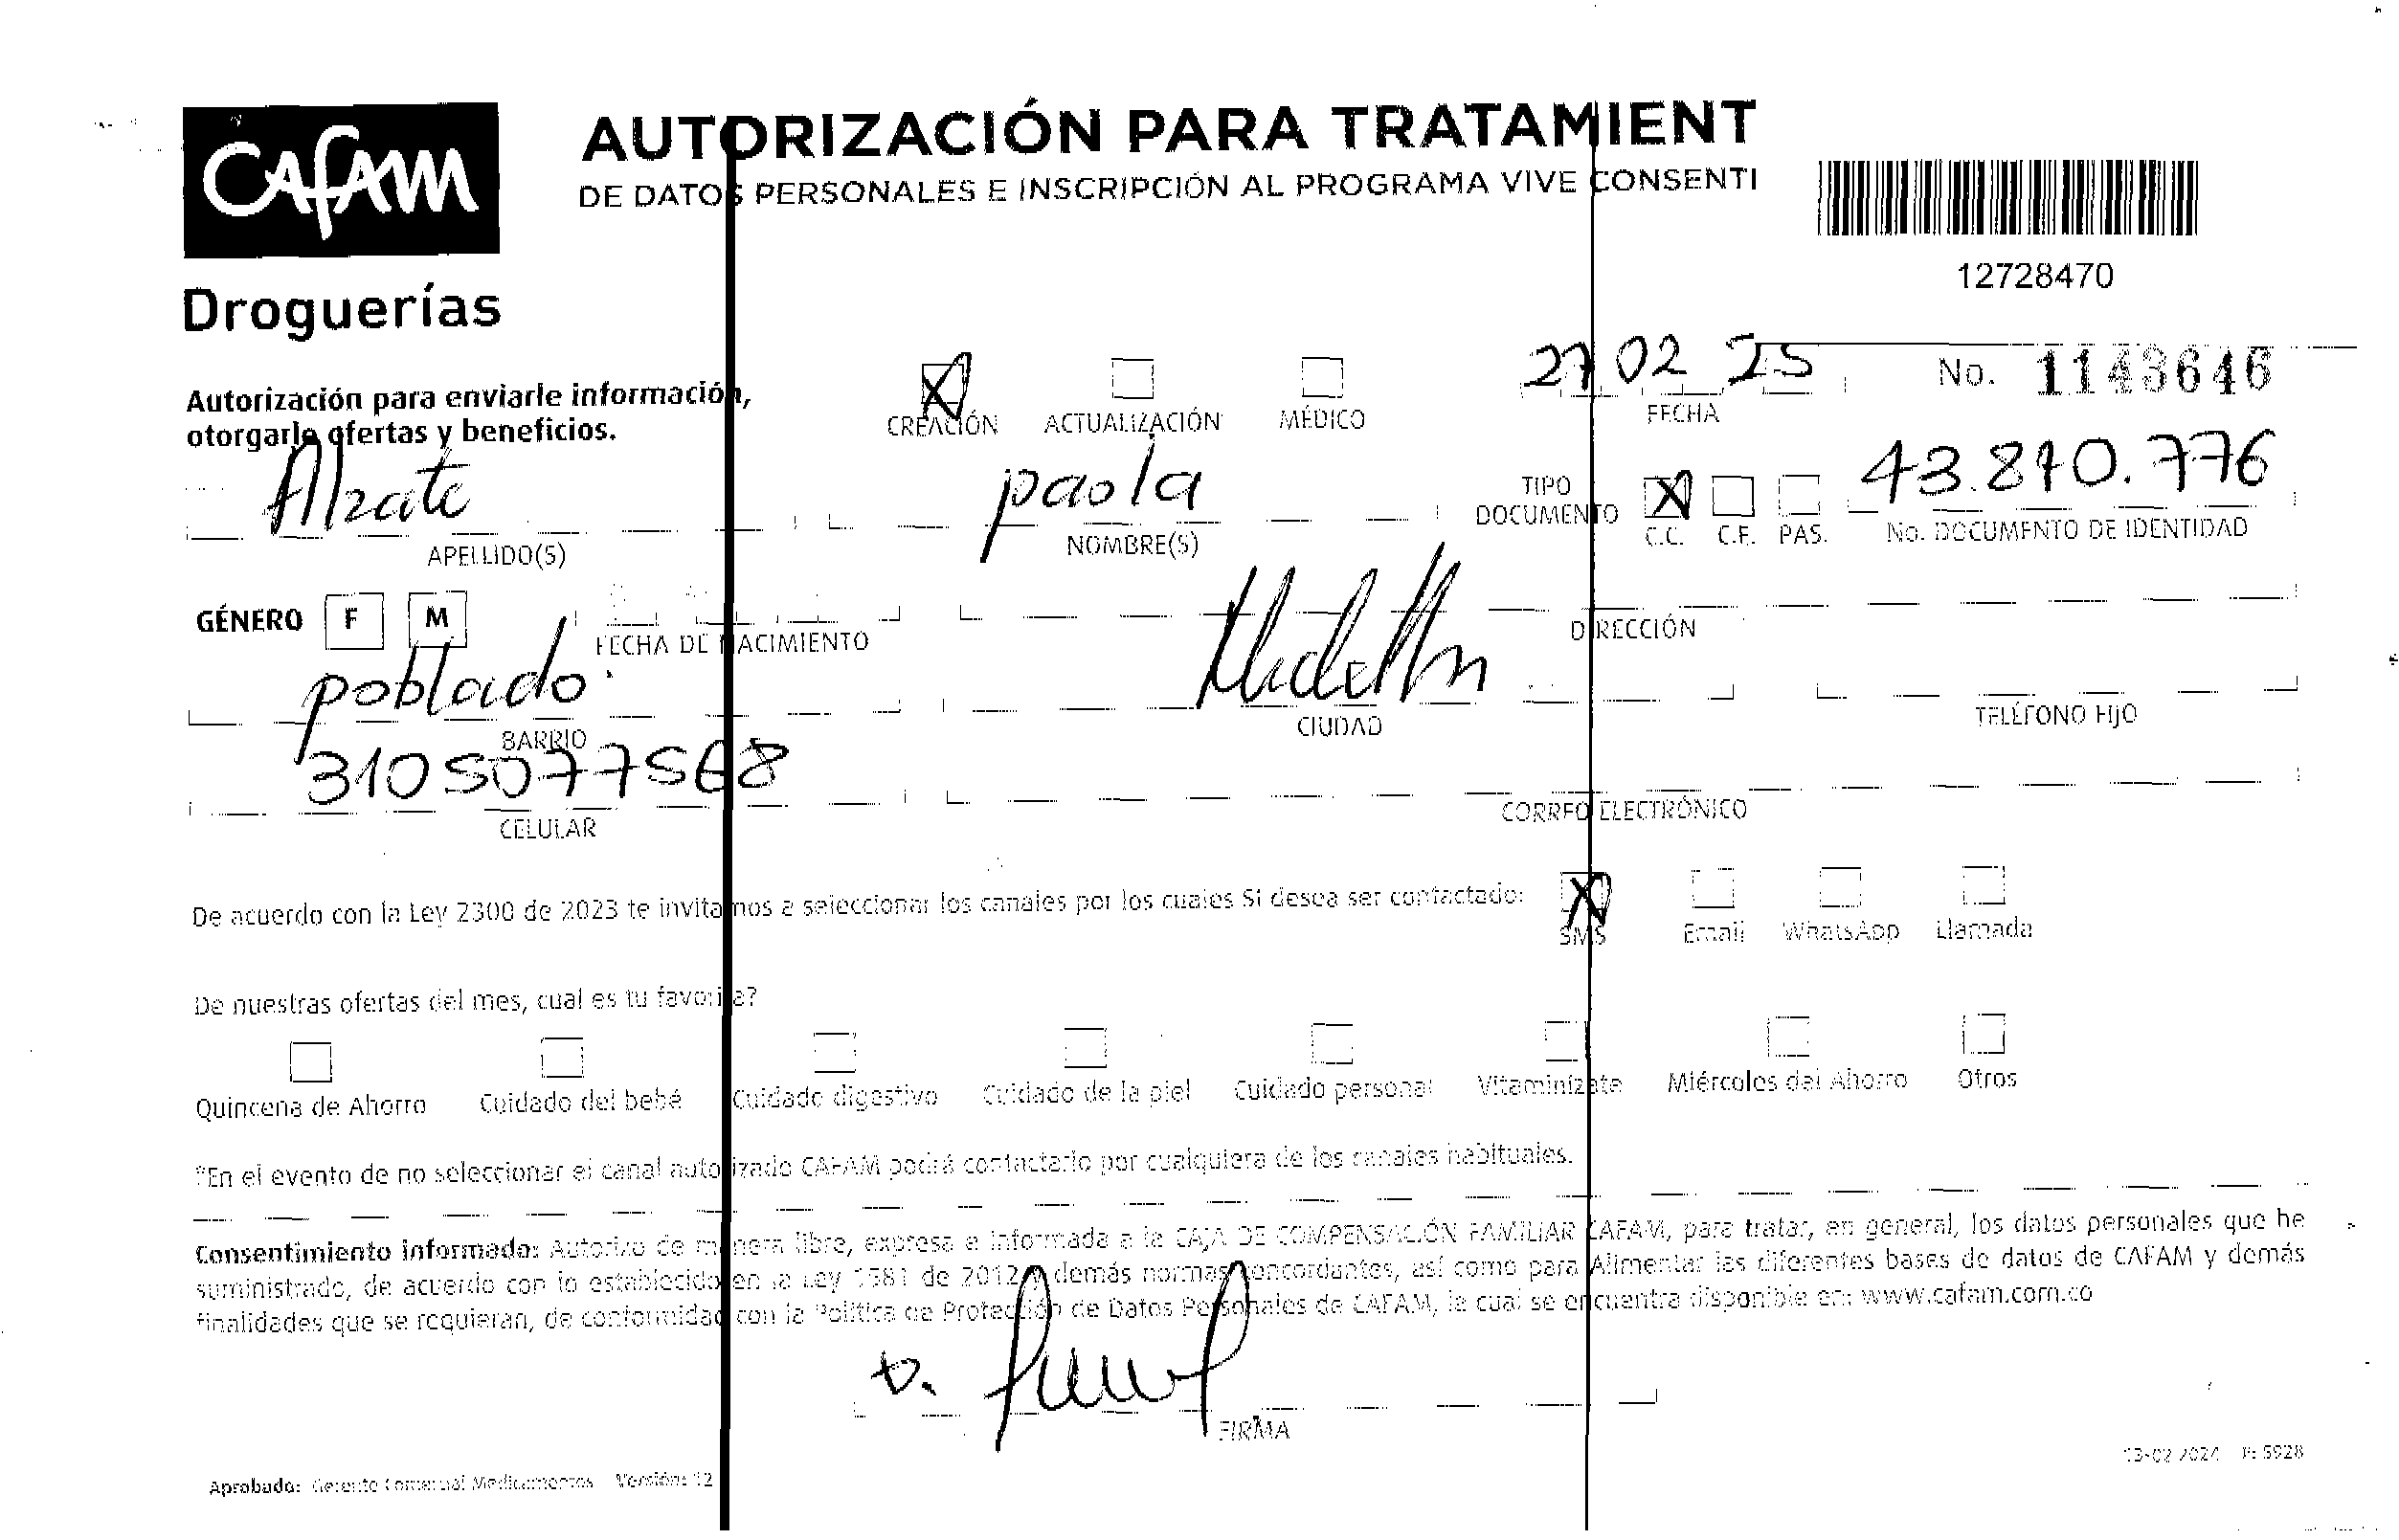 CAFAM
Droguerías
AUTORIZACIÓN PARA TRATAMIENT
DE DATOS PERSONALES E INSCRIPCIÓN AL PROGRAMA VIVE CONSENTI
12728470
Autorización para enviarle información,
otorgarle ofertas y beneficios.
X CREACIÓN ACTUALIZACIÓN MÉDICO
27 02 25
FECHA
No. 1143646
Alzate
APELLIDO(S)
paola
NOMBRE(S)
TIPO DOCUMENTO X C.C. C.E. PAS.
43.810.776
No. DOCUMENTO DE IDENTIDAD
GÉNERO F M
FECHA DE NACIMIENTO
DIRECCIÓN
poblado
BARRIO
Medellin
CIUDAD
TELÉFONO FIJO
3105077568
CELULAR
CORREO ELECTRÓNICO
De acuerdo con la Ley 2300 de 2023 te invitamos a seleccionar los canales por los cuales SI desea ser contactado:
X SMS Email WhatsApp Llamada
De nuestras ofertas del mes, cual es tu favorita?
Quincena de Ahorro Cuidado del bebé Cuidado digestivo Cuidado de la piel Cuidado personal Vitaminízate Miércoles del Ahorro Otros
*En el evento de no seleccionar el canal autorizado CAFAM podrá contactarlo por cualquiera de los canales habituales.
Consentimiento informado: Autorizo de manera libre, expresa e informada a la CAJA DE COMPENSACIÓN FAMILIAR CAFAM, para tratar, en general, los datos personales que he
suministrado, de acuerdo con lo establecido en la Ley 1581 de 2012 y demás normas concordantes, así como para Alimentar las diferentes bases de datos de CAFAM y demás
finalidades que se requieran, de conformidad con la Política de Protección de Datos Personales de CAFAM, la cual se encuentra disponible en: www.cafam.com.co
FIRMA
Aprobado: Gerente Comercial Medicamentos Versión: 12
13-02 2024 P: 5928